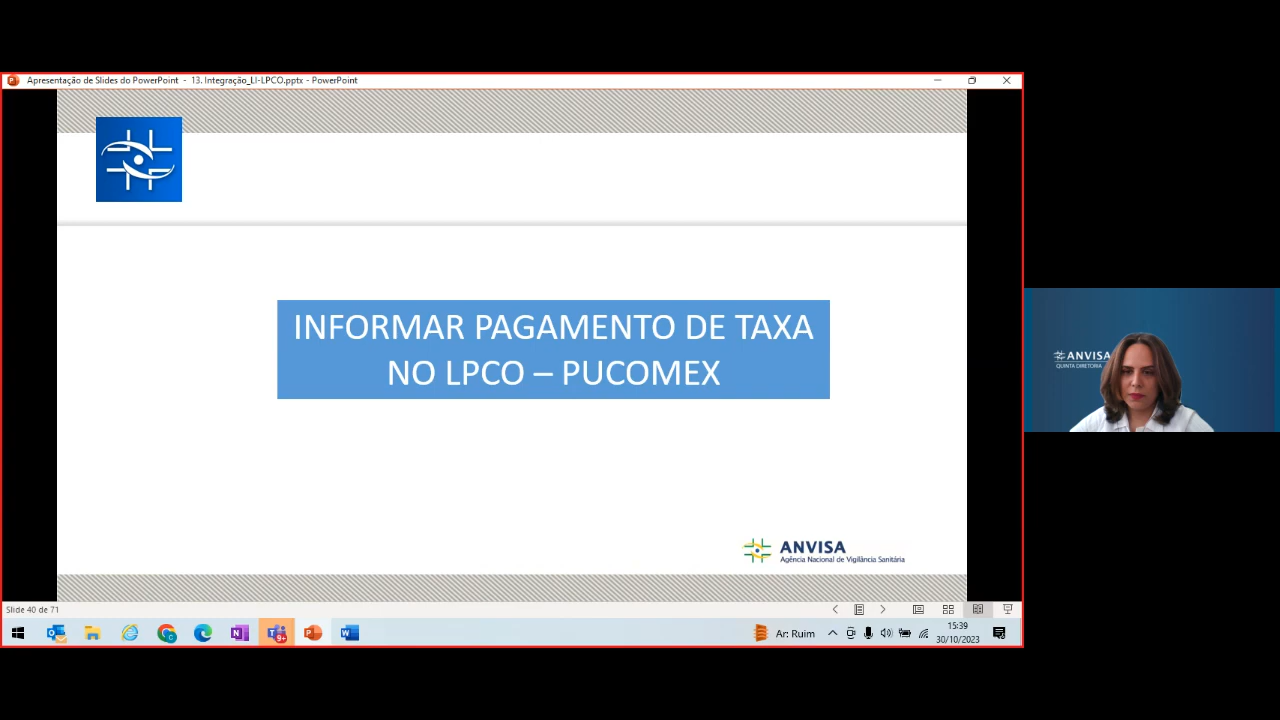 Apresentação de Slides do PowerPoint - 13. Integração_LI-LPCO.pptx - PowerPoint
INFORMAR PAGAMENTO DE TAXA
NO LPCO – PUCOMEX
ANVISA
Agência Nacional de Vigilância Sanitária
ANVISA
QUINTA DIRETORIA
Slide 40 de 71
9+
Ar: Ruim
15:39
30/10/2023